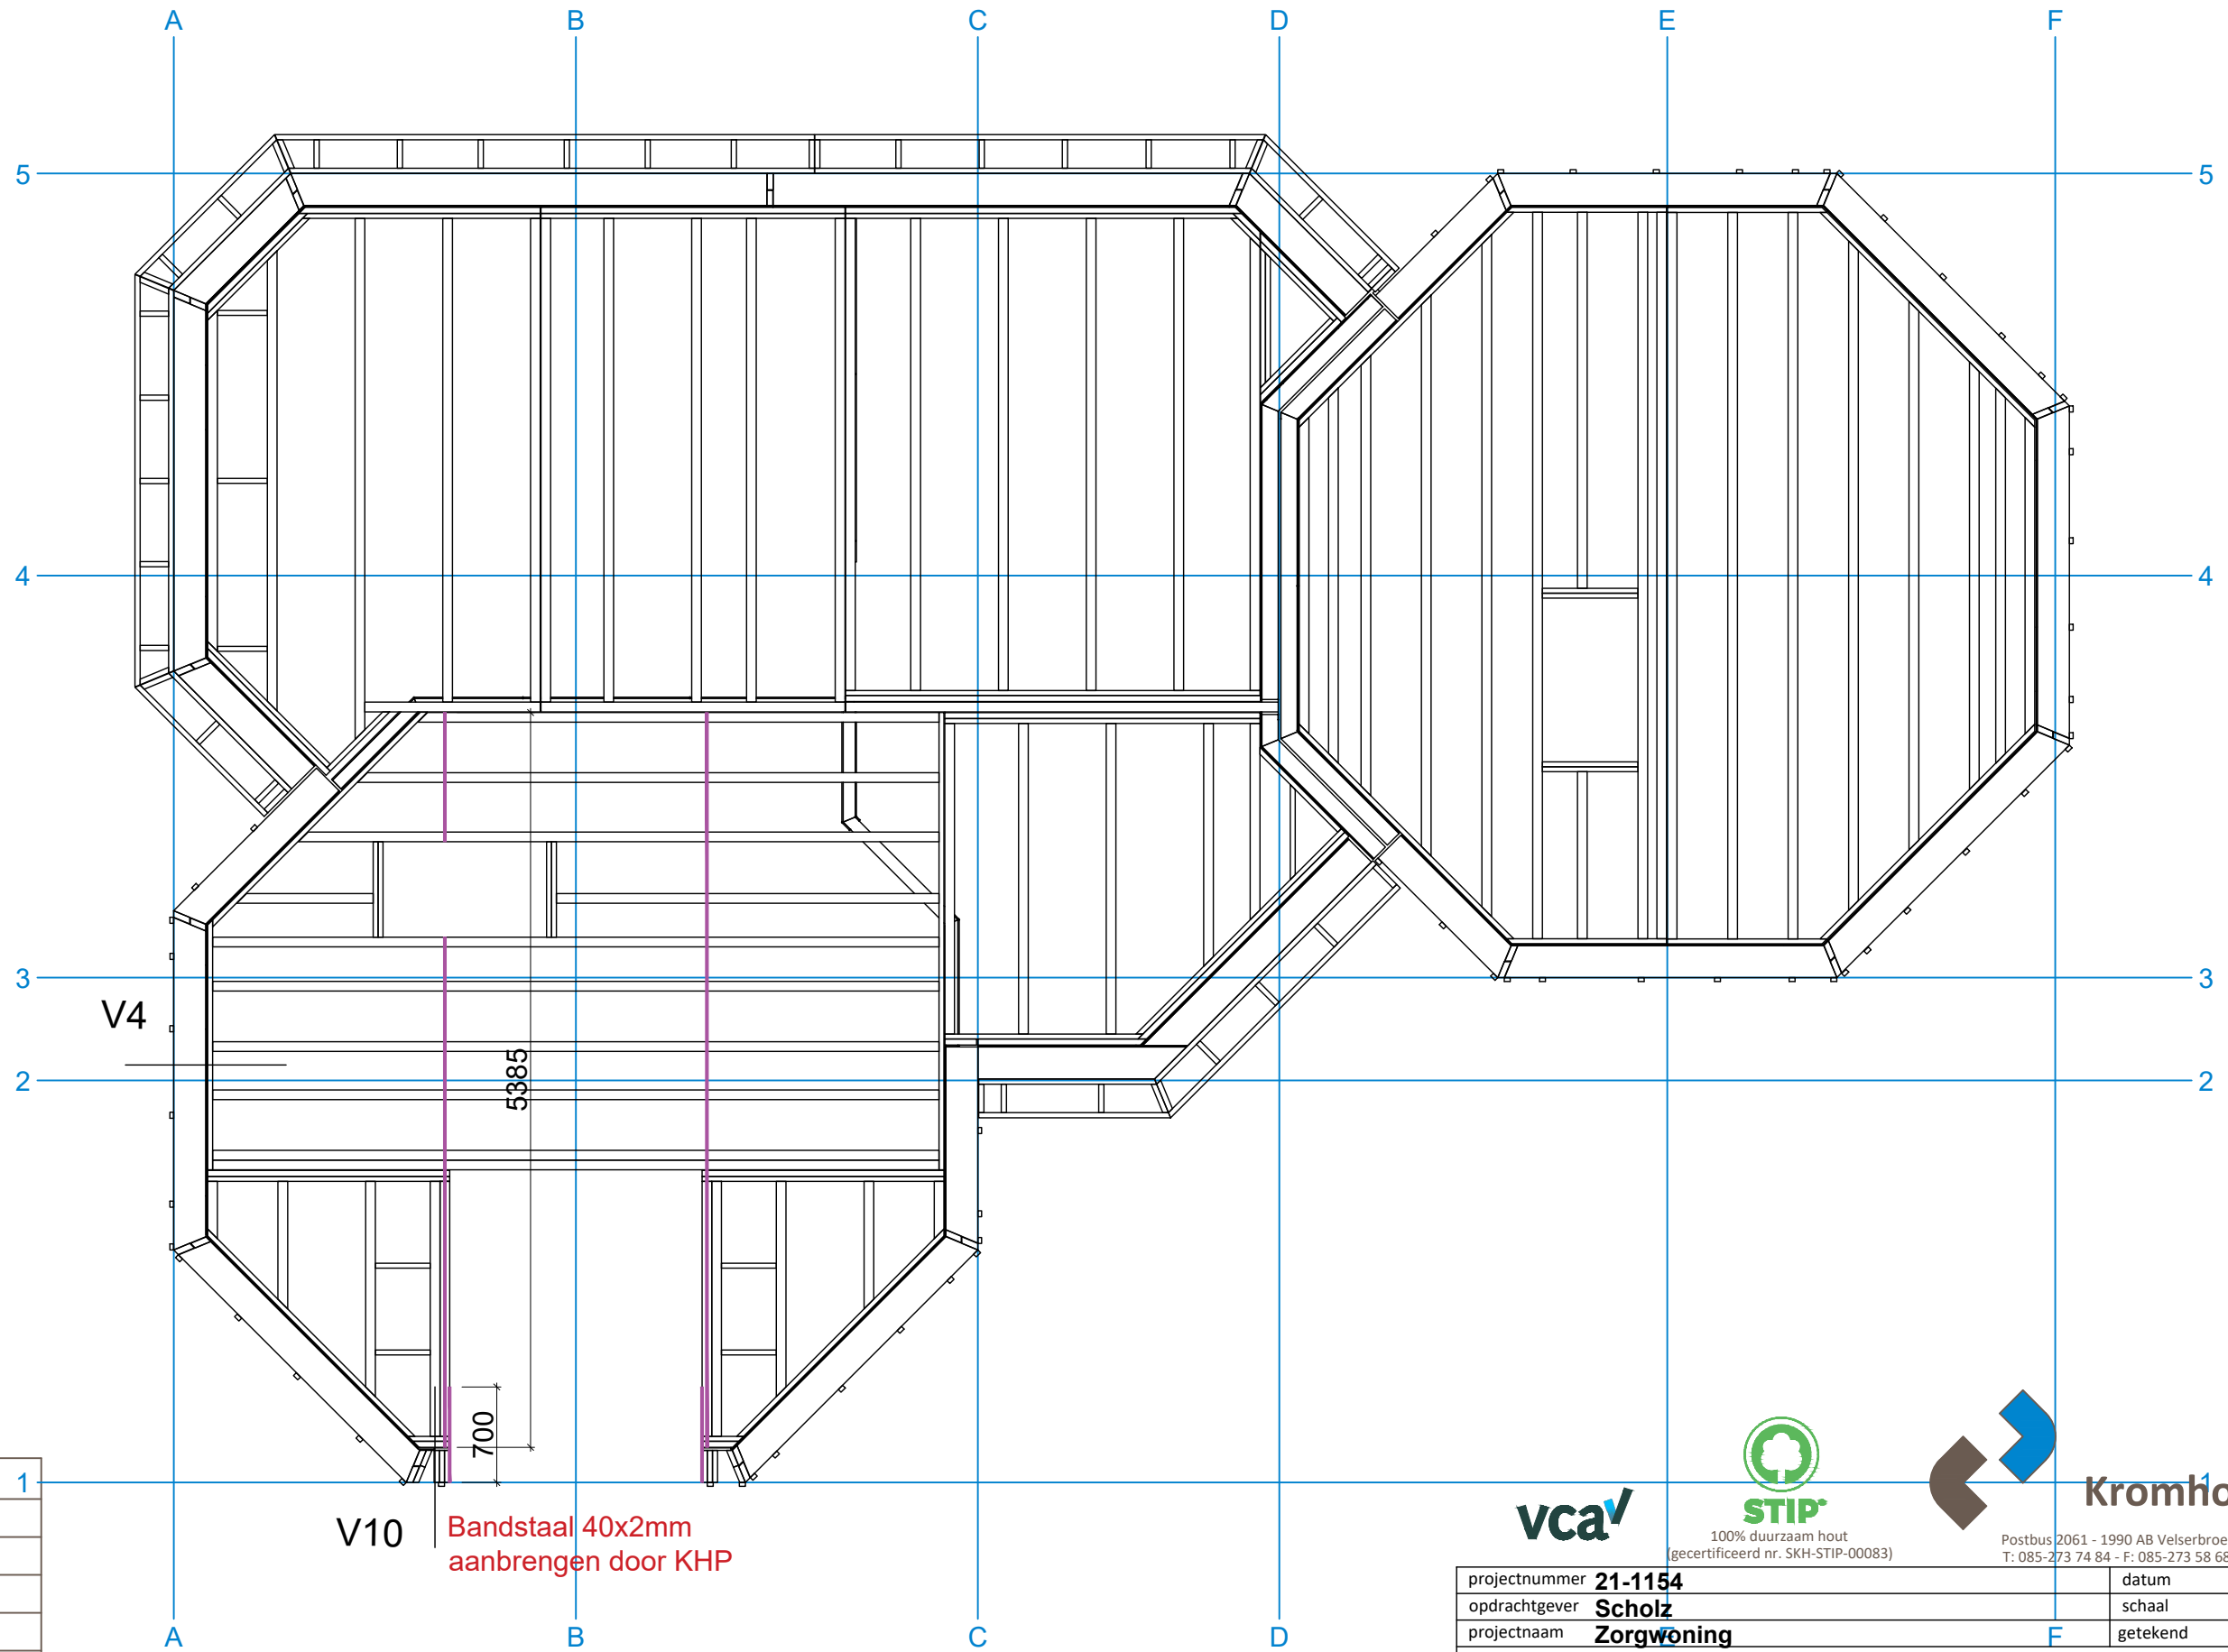 A B C D E F
5 5
4 4
3 3
V4
5385
2 2
700
1 1
V10
Bandstaal 40x2mm
aanbrengen door KHP
vca
STIP
100% duurzaam hout
(gecertificeerd nr. SKH-STIP-00083)
Kromho
Postbus 2061 - 1990 AB Velserbroe
T: 085-273 74 84 - F: 085-273 58 68
projectnummer 21-1154 datum
opdrachtgever Scholz schaal
projectnaam Zorgwoning getekend
A B C D E F